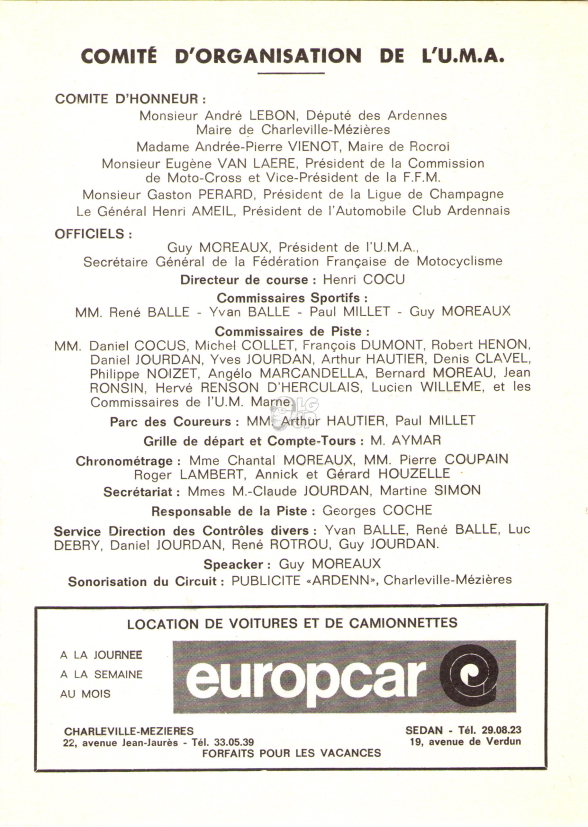 COMITÉ D'ORGANISATION DE L'U.M.A.
COMITE D'HONNEUR :
Monsieur André LEBON, Député des Ardennes
Maire de Charleville-Mézières
Madame Andrée-Pierre VIENOT, Maire de Rocroi
Monsieur Eugène VAN LAERE, Président de la Commission
de Moto-Cross et Vice-Président de la F.F.M.
Monsieur Gaston PERARD, Président de la Ligue de Champagne
Le Général Henri AMEIL, Président de l'Automobile Club Ardennais
OFFICIELS :
Guy MOREAUX, Président de l'U.M.A.,
Secrétaire Général de la Fédération Française de Motocyclisme
Directeur de course : Henri COCU
Commissaires Sportifs :
MM. René BALLE - Yvan BALLE - Paul MILLET - Guy MOREAUX
Commissaires de Piste :
MM. Daniel COCUS, Michel COLLET, François DUMONT, Robert HENON,
Daniel JOURDAN, Yves JOURDAN, Arthur HAUTIER, Denis CLAVEL,
Philippe NOIZET, Angélo MARCANDELLA, Bernard MOREAU, Jean
RONSIN, Hervé RENSON D'HERCULAIS, Lucien WILLEME, et les
Commissaires de l'U.M. Marne.
Parc des Coureurs : MM. Arthur HAUTIER, Paul MILLET
Grille de départ et Compte-Tours : M. AYMAR
Chronométrage : Mme Chantal MOREAUX, MM. Pierre COUPAIN
Roger LAMBERT, Annick et Gérard HOUZELLE
Secrétariat : Mmes M.-Claude JOURDAN, Martine SIMON
Responsable de la Piste : Georges COCHE
Service Direction des Contrôles divers : Yvan BALLE, René BALLE, Luc
DEBRY, Daniel JOURDAN, René ROTROU, Guy JOURDAN.
Speacker : Guy MOREAUX
Sonorisation du Circuit : PUBLICITE «ARDENN», Charleville-Mézières
LOCATION DE VOITURES ET DE CAMIONNETTES
A LA JOURNEE
A LA SEMAINE
AU MOIS
europcar
CHARLEVILLE-MEZIERES
22, avenue Jean-Jaurès - Tél. 33.05.39
SEDAN - Tél. 29.08.23
19, avenue de Verdun
FORFAITS POUR LES VACANCES